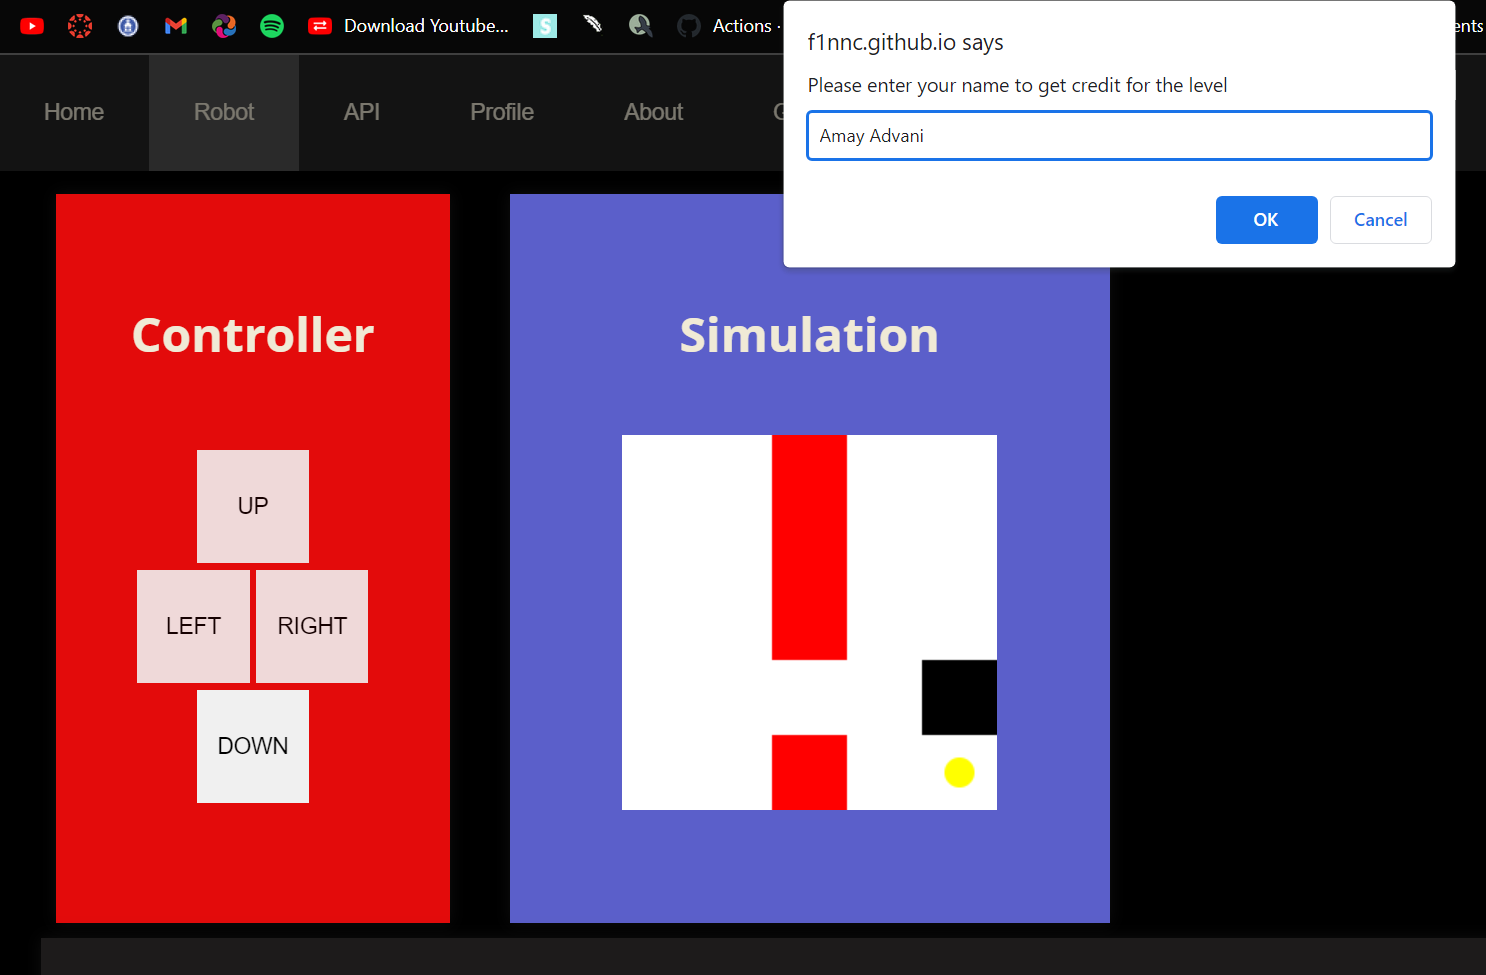 Download Youtube...
S
Actions ·
ents
f1nnc.github.io says
Please enter your name to get credit for the level
Amay Advani
OK
Cancel
Home
Robot
API
Profile
About
Controller
UP
LEFT
RIGHT
DOWN
Simulation